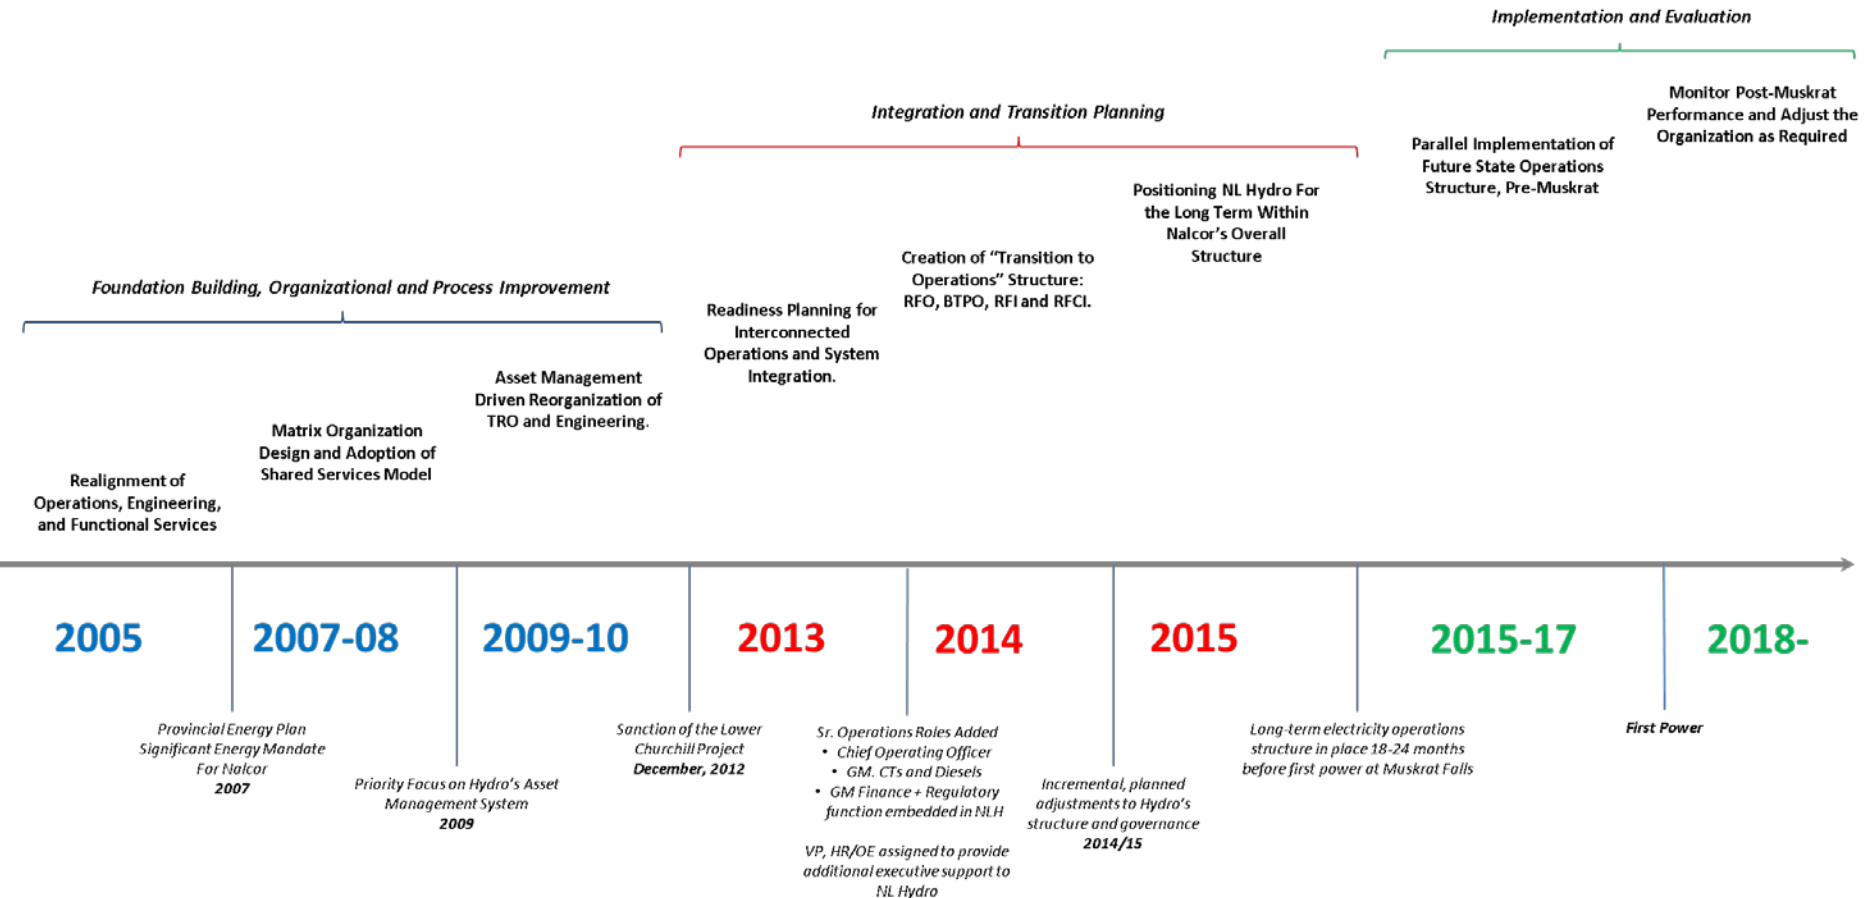 Implementation and Evaluation
Monitor Post-Muskrat
Performance and Adjust the
Organization as Required
Parallel Implementation of
Future State Operations
Structure, Pre-Muskrat
Integration and Transition Planning
Positioning NL Hydro For
the Long Term Within
Nalcor's Overall
Structure
Creation of "Transition to
Operations" Structure:
RFO, BTPO, RFI and RFCI.
Readiness Planning for
Interconnected
Operations and System
Integration.
Foundation Building, Organizational and Process Improvement
Asset Management
Driven Reorganization of
TRO and Engineering.
Matrix Organization
Design and Adoption of
Shared Services Model
Realignment of
Operations, Engineering,
and Functional Services
2005
2007-08
2009-10
2013
2014
2015
2015-17
2018-
Provincial Energy Plan
Significant Energy Mandate
For Nalcor
2007
Priority Focus on Hydro's Asset
Management System
2009
Sanction of the Lower
Churchill Project
December, 2012
Sr. Operations Roles Added
• Chief Operating Officer
• GM. CTs and Diesels
• GM Finance + Regulatory
function embedded in NLH
VP, HR/OE assigned to provide
additional executive support to
NL Hydro
Incremental, planned
adjustments to Hydro's
structure and governance
2014/15
Long-term electricity operations
structure in place 18-24 months
before first power at Muskrat Falls
First Power